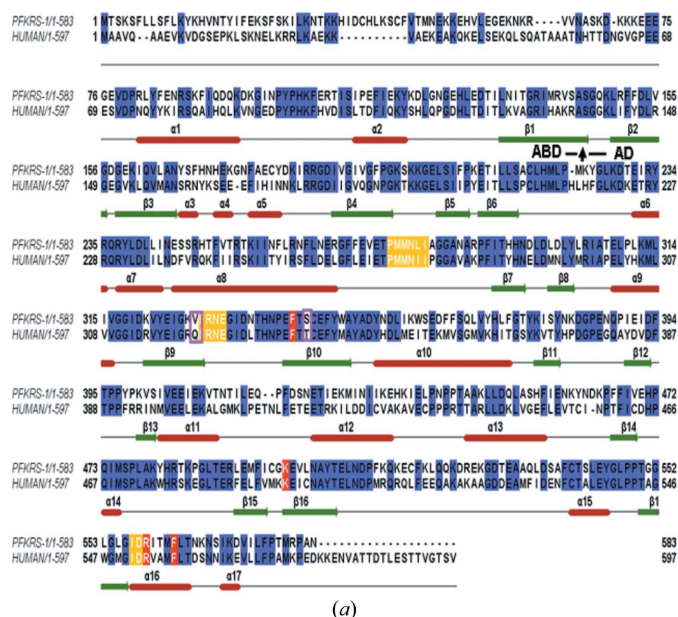 PFKRS-1/1-583 1 MTSKSFLLSFLKYKHVNTYIFEKSFSKILKNTKKHIDCHLKSCFVTMNEKKEHVLEGEKNKR----VVNASKD-KKKEEE 75
HUMAN/1-597 1 MAAVQ--AAEVKVDGSEPKLSKNELKRRLKAEKK---------VAEKEAKQKELSEKQLSQATAAATNHTTDNGVGPEE 68
PFKRS-1/1-583 76 GEVDPRLYFENRSKFIQDQKDKGINPYPHKFERTISIPEFIEKYKDLGNGEHLEDTILNITGRIMRVSASGQKLRFFDLV 155
HUMAN/1-597 69 ESVDPNQYYKIRSQAIHQLKVNGEDPYPHKFHVDISLTDFIQKYSHLQPGDHLTDITLKVAGRIHAKRASGGKLIFYDLR 148
α1 α2 β1 β2
ABD AD
PFKRS-1/1-583 156 GDGEKIQVLANYSFHNHEKGNFAECYDKIRRGDIVGIVGFPGKSKKGELSIFPKETILLSACLHMLP-MKYGLKDTEIRY 234
HUMAN/1-597 149 GEGVKLQVMANSRNYKSEE-EFIHINNKLRRGDIIGVQGNPGKTKKGELSIIPYEITLLSPCLHMLPHLHFGLKDKETRY 227
β3 α3 α4 α5 β4 β5 β6 α6
PFKRS-1/1-583 235 RQRYLDLLINESSRHTFVTRTKIINFLRNFLNERGFFEVETPMMNLIAGGANARPFITHHNDLDLDLYLRIATELPLKML 314
HUMAN/1-597 228 RQRYLDLILNDFVRQKFIIRSKIITYIRSFLDELGFLEIETPMMNIIPGGAVAKPFITYHNELDMNLYMRIAPELYHKML 307
α7 α8 β7 β8 α9
PFKRS-1/1-583 315 IVGGIDKVYEIGKVFRNEGIDNTHNPEFTSCEFYWAYADYNDLIKWSEDFFSQLVYHLFGTYKISYNKDGPENQPIEIDF 394
HUMAN/1-597 308 VVGGIDRVYEIGRQFRNEGIDLTHNPEFTTCEFYMAYADYHDLMEITEKMVSGMVKHITGSYKVTYHPDGPEGQAYDVDF 387
β9 β10 α10 β11 β12
PFKRS-1/1-583 395 TPPYPKVSIVEEIEKVTNTILEQ--PFDSNETIEKMINIIKEHKIELPNPPTAAKLLDQLASHFIENKYNDKPFFIVEHP 472
HUMAN/1-597 388 TPPFRRINMVEELEKALGMKLPETNLFETEETRKILDDICVAKAVECPPPRTTARLLDKLVGEFLEVTCI-NPTFICDHP 466
β13 α11 α12 α13 β14
PFKRS-1/1-583 473 QIMSPLAKYHRTKPGLTERLEMFICGKEVLNAYTELNDPFKQKECFKLQQKDREKGDTEAAQLDSAFCTSLEYGLPPTGG 552
HUMAN/1-597 467 QIMSPLAKWHRSKEGLTERFELFVMKKEICNAYTELNDPMRQRQLFEEQAKAKAAGDDEAMFIDENFCTALEYGLPPTAG 546
α14 β15 β16 α15 β1
PFKRS-1/1-583 553 LGLGIDRITMFLTNKNSIKDVILFPTMRPAN------------------ 583
HUMAN/1-597 547 WGMGIDRVAMFLTDSNNIKEVLLFPAMKPEDKKENVATTDTLESTTVGTSV 597
α16 α17
(a)